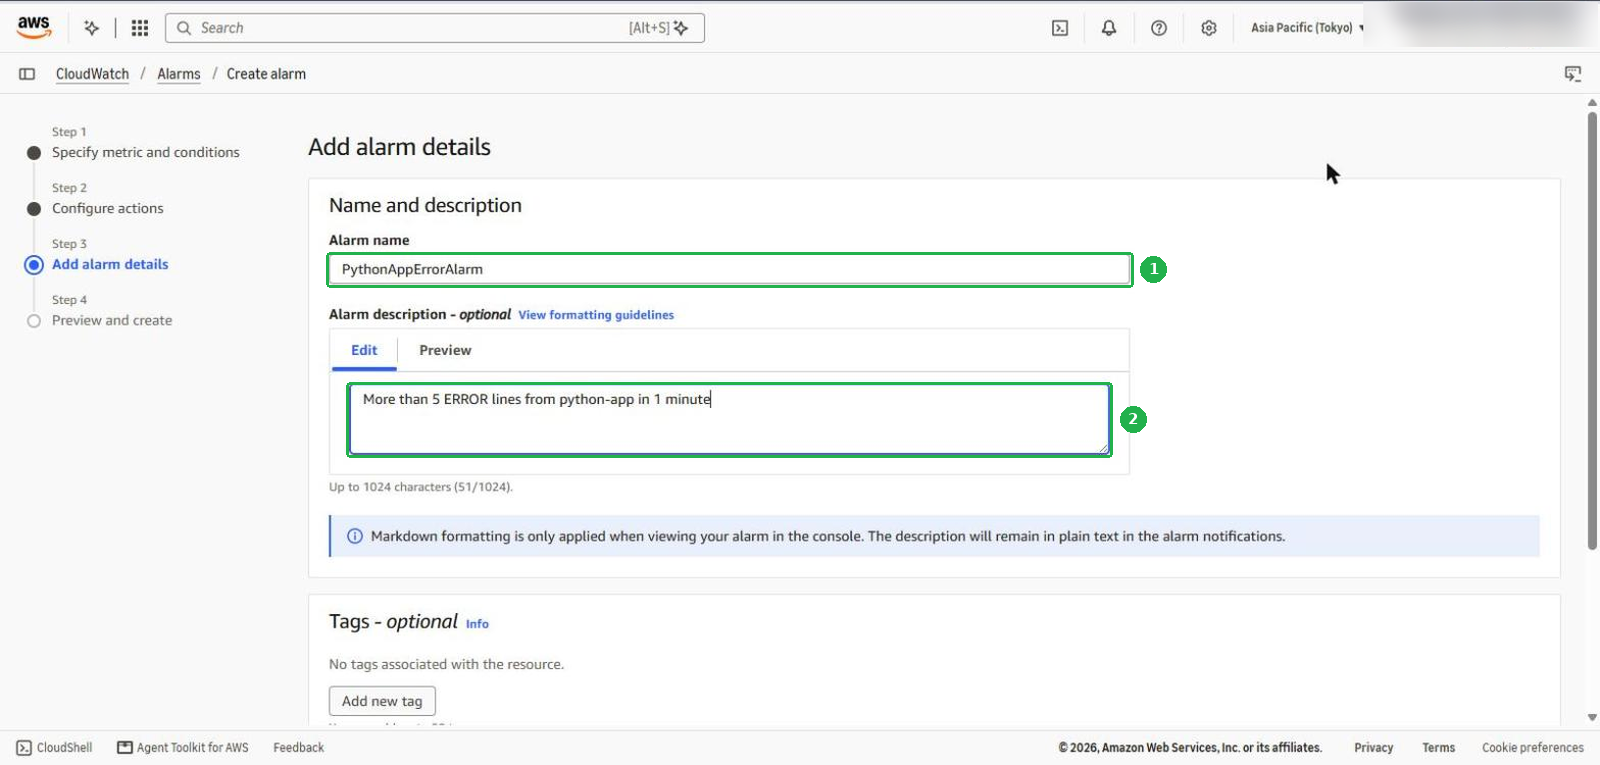 aws
Search [Alt+S]
Asia Pacific (Tokyo)
CloudWatch / Alarms / Create alarm
Step 1
Specify metric and conditions
Step 2
Configure actions
Step 3
Add alarm details
Step 4
Preview and create
Add alarm details
Name and description
Alarm name
PythonAppErrorAlarm
1
Alarm description - optional View formatting guidelines
Edit Preview
More than 5 ERROR lines from python-app in 1 minute
2
Up to 1024 characters (51/1024).
Markdown formatting is only applied when viewing your alarm in the console. The description will remain in plain text in the alarm notifications.
Tags - optional Info
No tags associated with the resource.
Add new tag
CloudShell Agent Toolkit for AWS Feedback © 2026, Amazon Web Services, Inc. or its affiliates. Privacy Terms Cookie preferences